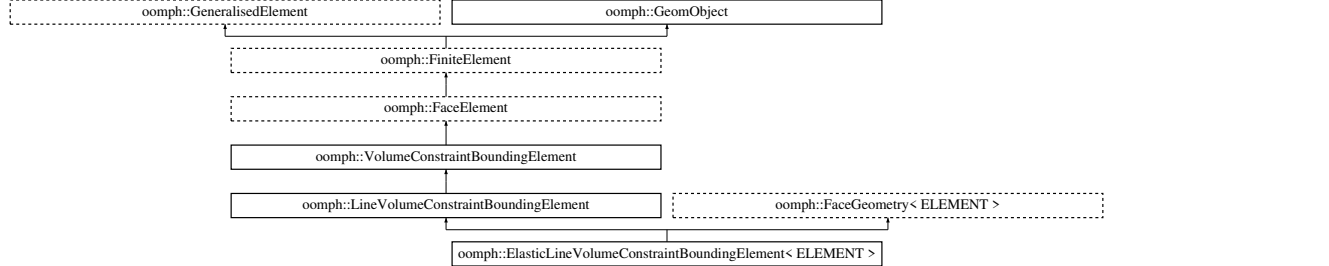 oomph::GeneralisedElement
oomph::GeomObject
oomph::FiniteElement
oomph::FaceElement
oomph::VolumeConstraintBoundingElement
oomph::LineVolumeConstraintBoundingElement
oomph::FaceGeometry< ELEMENT >
oomph::ElasticLineVolumeConstraintBoundingElement< ELEMENT >